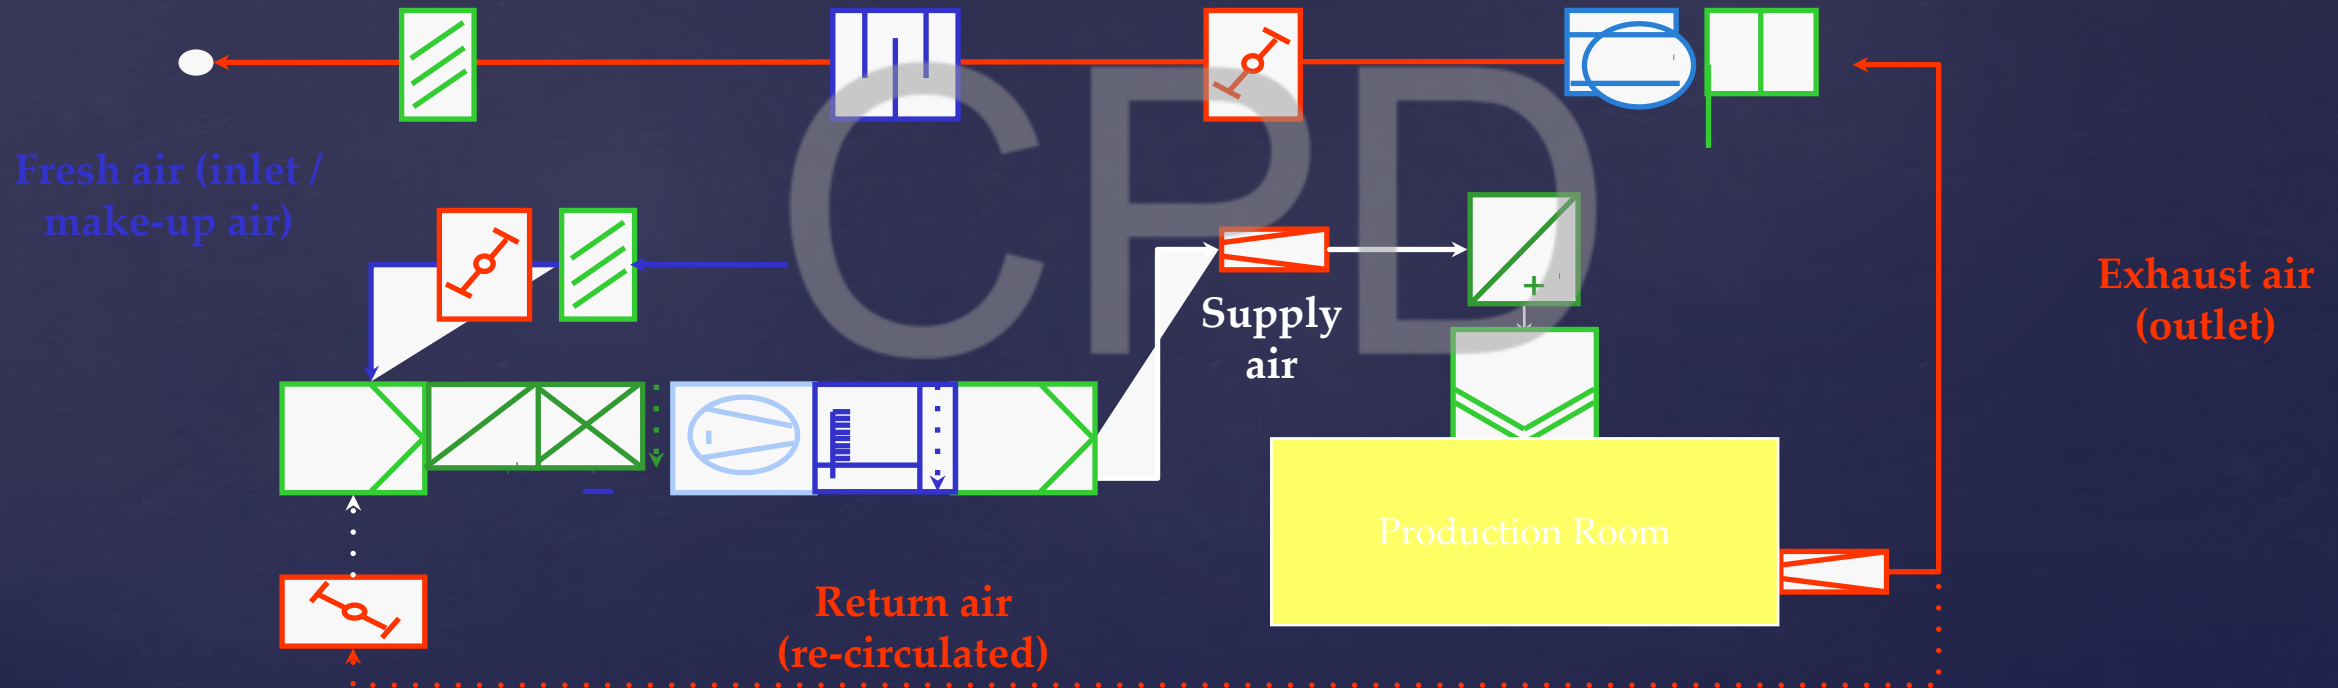 CPD
Fresh air (inlet /
make-up air)
Supply
air
Exhaust air
(outlet)
Production Room
Return air
(re-circulated)
+